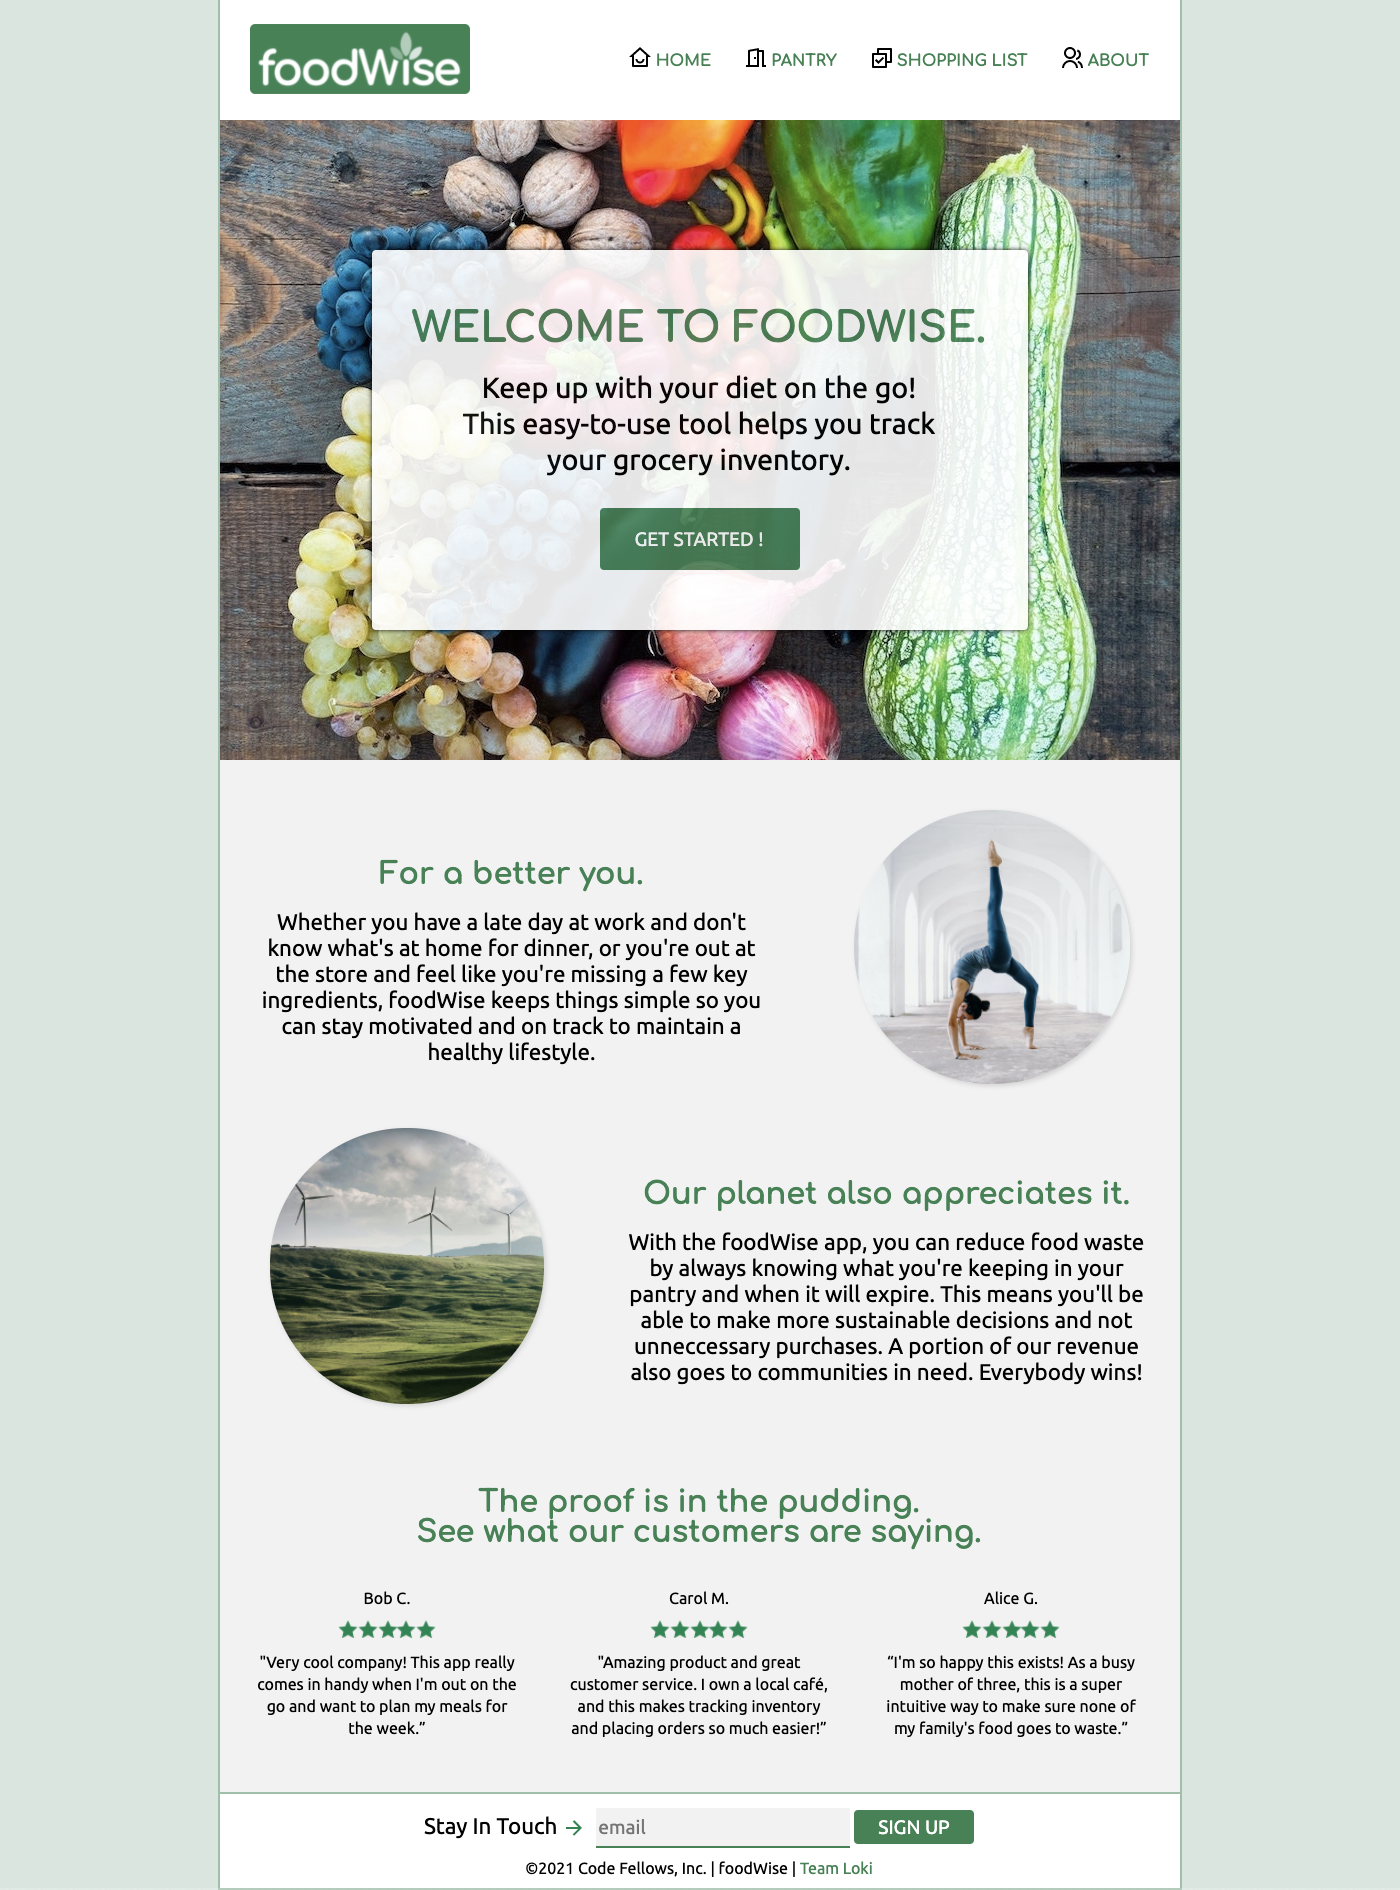 foodWise
HOME
PANTRY
SHOPPING LIST
ABOUT
WELCOME TO FOODWISE.
Keep up with your diet on the go!
This easy-to-use tool helps you track
your grocery inventory.
GET STARTED !
For a better you.
Whether you have a late day at work and don't
know what's at home for dinner, or you're out at
the store and feel like you're missing a few key
ingredients, foodWise keeps things simple so you
can stay motivated and on track to maintain a
healthy lifestyle.
Our planet also appreciates it.
With the foodWise app, you can reduce food waste
by always knowing what you're keeping in your
pantry and when it will expire. This means you'll be
able to make more sustainable decisions and not
unneccessary purchases. A portion of our revenue
also goes to communities in need. Everybody wins!
The proof is in the pudding.
See what our customers are saying.
Bob C.
"Very cool company! This app really
comes in handy when I'm out on the
go and want to plan my meals for
the week.”
Carol M.
"Amazing product and great
customer service. I own a local café,
and this makes tracking inventory
and placing orders so much easier!”
Alice G.
“I'm so happy this exists! As a busy
mother of three, this is a super
intuitive way to make sure none of
my family's food goes to waste.”
Stay In Touch →
email
SIGN UP
©2021 Code Fellows, Inc. | foodWise | Team Loki